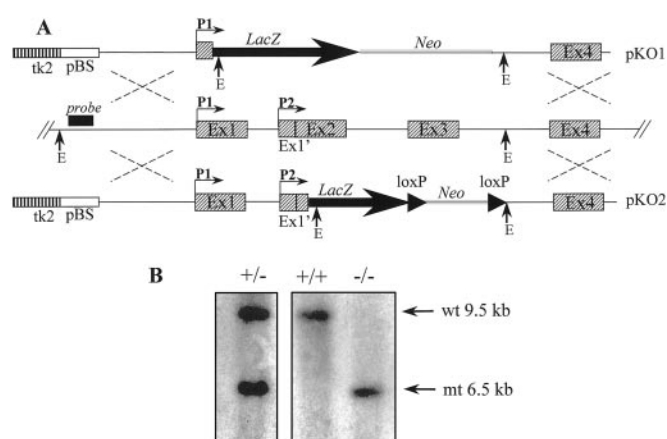 A
P1
LacZ
Neo
Ex4
pKO1
tk2
pBS
E
E
probe
P1
P2
Ex1
Ex2
Ex3
Ex4
Ex1'
E
E
P1
P2
LacZ
loxP
Neo
loxP
Ex1
Ex4
pKO2
tk2
pBS
Ex1'
E
E
B
+/-
+/+
-/-
wt 9.5 kb
mt 6.5 kb